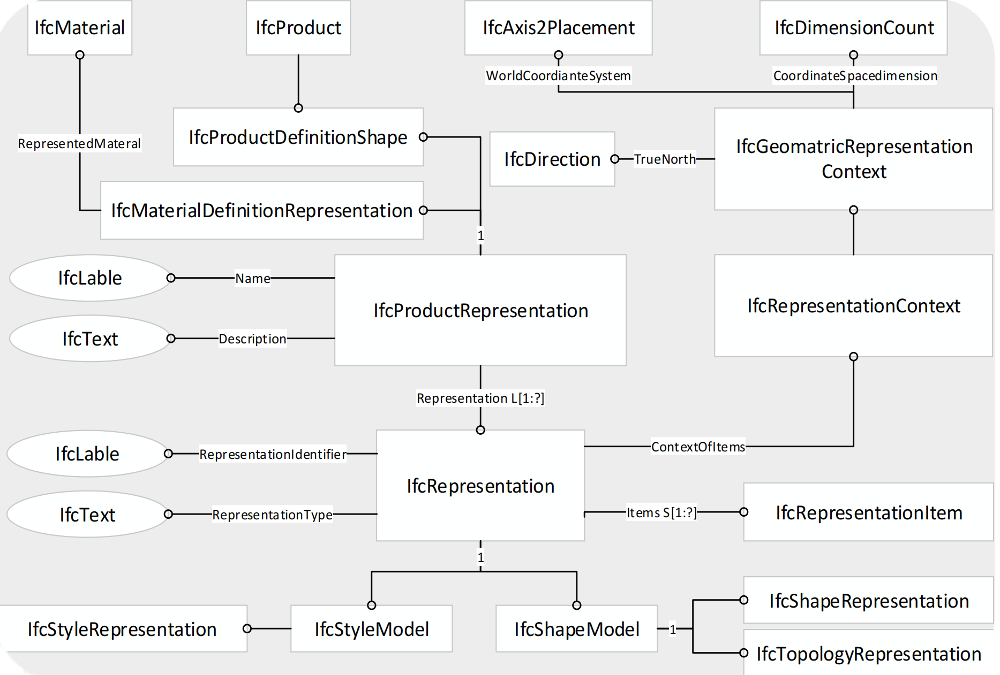 IfcMaterial
IfcProduct
IfcAxis2Placement
IfcDimensionCount
WorldCoordianteSystem
CoordinateSpacedimension
RepresentedMateral
IfcProductDefinitionShape
IfcDirection
TrueNorth
IfcGeomatricRepresentation
Context
IfcMaterialDefinitionRepresentation
1
IfcLable
Name
IfcProductRepresentation
IfcRepresentationContext
IfcText
Description
Representation L[1:?]
IfcLable
RepresentationIdentifier
ContextOfItems
IfcRepresentation
IfcText
RepresentationType
Items S[1:?]
IfcRepresentationItem
1
IfcShapeRepresentation
IfcStyleRepresentation
IfcStyleModel
IfcShapeModel
1
IfcTopologyRepresentation